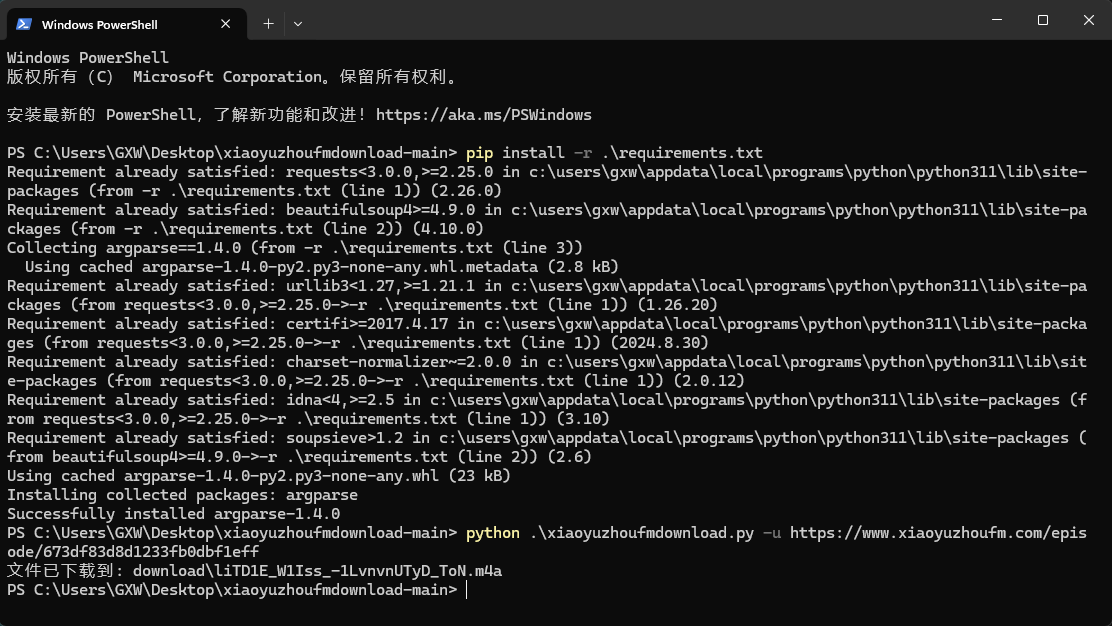 Windows PowerShell
Windows PowerShell
版权所有 (C) Microsoft Corporation。保留所有权利。
安装最新的 PowerShell，了解新功能和改进！https://aka.ms/PSWindows
PS C:\Users\GXW\Desktop\xiaoyuzhoufmdownload-main> pip install -r .\requirements.txt
Requirement already satisfied: requests<3.0.0,>=2.25.0 in c:\users\gxw\appdata\local\programs\python\python311\lib\site-
packages (from -r .\requirements.txt (line 1)) (2.26.0)
Requirement already satisfied: beautifulsoup4>=4.9.0 in c:\users\gxw\appdata\local\programs\python\python311\lib\site-pa
ckages (from -r .\requirements.txt (line 2)) (4.10.0)
Collecting argparse==1.4.0 (from -r .\requirements.txt (line 3))
  Using cached argparse-1.4.0-py2.py3-none-any.whl.metadata (2.8 kB)
Requirement already satisfied: urllib3<1.27,>=1.21.1 in c:\users\gxw\appdata\local\programs\python\python311\lib\site-pa
ckages (from requests<3.0.0,>=2.25.0->-r .\requirements.txt (line 1)) (1.26.20)
Requirement already satisfied: certifi>=2017.4.17 in c:\users\gxw\appdata\local\programs\python\python311\lib\site-packa
ges (from requests<3.0.0,>=2.25.0->-r .\requirements.txt (line 1)) (2024.8.30)
Requirement already satisfied: charset-normalizer~=2.0.0 in c:\users\gxw\appdata\local\programs\python\python311\lib\sit
e-packages (from requests<3.0.0,>=2.25.0->-r .\requirements.txt (line 1)) (2.0.12)
Requirement already satisfied: idna<4,>=2.5 in c:\users\gxw\appdata\local\programs\python\python311\lib\site-packages (f
rom requests<3.0.0,>=2.25.0->-r .\requirements.txt (line 1)) (3.10)
Requirement already satisfied: soupsieve>1.2 in c:\users\gxw\appdata\local\programs\python\python311\lib\site-packages (
from beautifulsoup4>=4.9.0->-r .\requirements.txt (line 2)) (2.6)
Using cached argparse-1.4.0-py2.py3-none-any.whl (23 kB)
Installing collected packages: argparse
Successfully installed argparse-1.4.0
PS C:\Users\GXW\Desktop\xiaoyuzhoufmdownload-main> python .\xiaoyuzhoufmdownload.py -u https://www.xiaoyuzhoufm.com/epis
ode/673df83d8d1233fb0dbf1eff
文件已下载到：download\liTD1E_W1Iss_-1LvnvnUTyD_ToN.m4a
PS C:\Users\GXW\Desktop\xiaoyuzhoufmdownload-main>